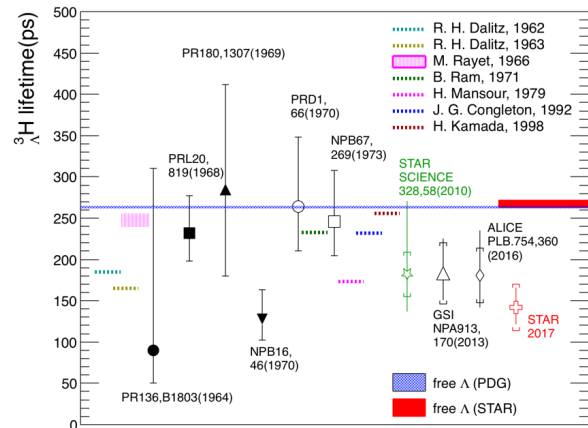 500
450
400
350
300
250
200
150
100
50
0
³ΛH lifetime(ps)
R. H. Dalitz, 1962
R. H. Dalitz, 1963
M. Rayet, 1966
B. Ram, 1971
H. Mansour, 1979
J. G. Congleton, 1992
H. Kamada, 1998
PR180,1307(1969)
PRD1,
66(1970)
NPB67,
269(1973)
PRL20,
819(1968)
STAR
SCIENCE
328,58(2010)
ALICE
PLB.754,360
(2016)
GSI
NPA913,
170(2013)
STAR
2017
NPB16,
46(1970)
PR136,B1803(1964)
free Λ (PDG)
free Λ (STAR)